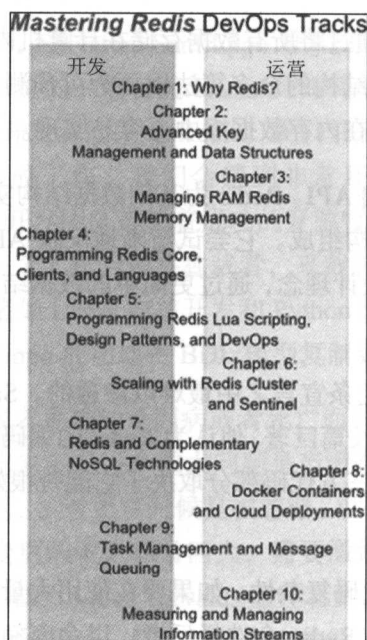 Mastering Redis DevOps Tracks
开发
运营
Chapter 1: Why Redis?
Chapter 2:
Advanced Key
Management and Data Structures
Chapter 3:
Managing RAM Redis
Memory Management
Chapter 4:
Programming Redis Core,
Clients, and Languages
Chapter 5:
Programming Redis Lua Scripting,
Design Patterns, and DevOps
Chapter 6:
Scaling with Redis Cluster
and Sentinel
Chapter 7:
Redis and Complementary
NoSQL Technologies
Chapter 8:
Docker Containers
and Cloud Deployments
Chapter 9:
Task Management and Message
Queuing
Chapter 10:
Measuring and Managing
Information Streams